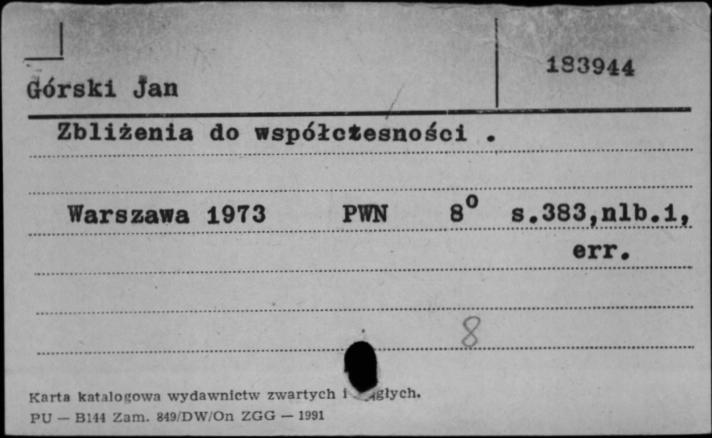 183944
Górski Jan
Zbliżenia do współczesności .
Warszawa 1973 PWN 8⁰ s.383,nlb.1,
err.
8
Karta katalogowa wydawnictw zwartych i
PU — B144 Zam. 849/DW/On ZGG — 1991